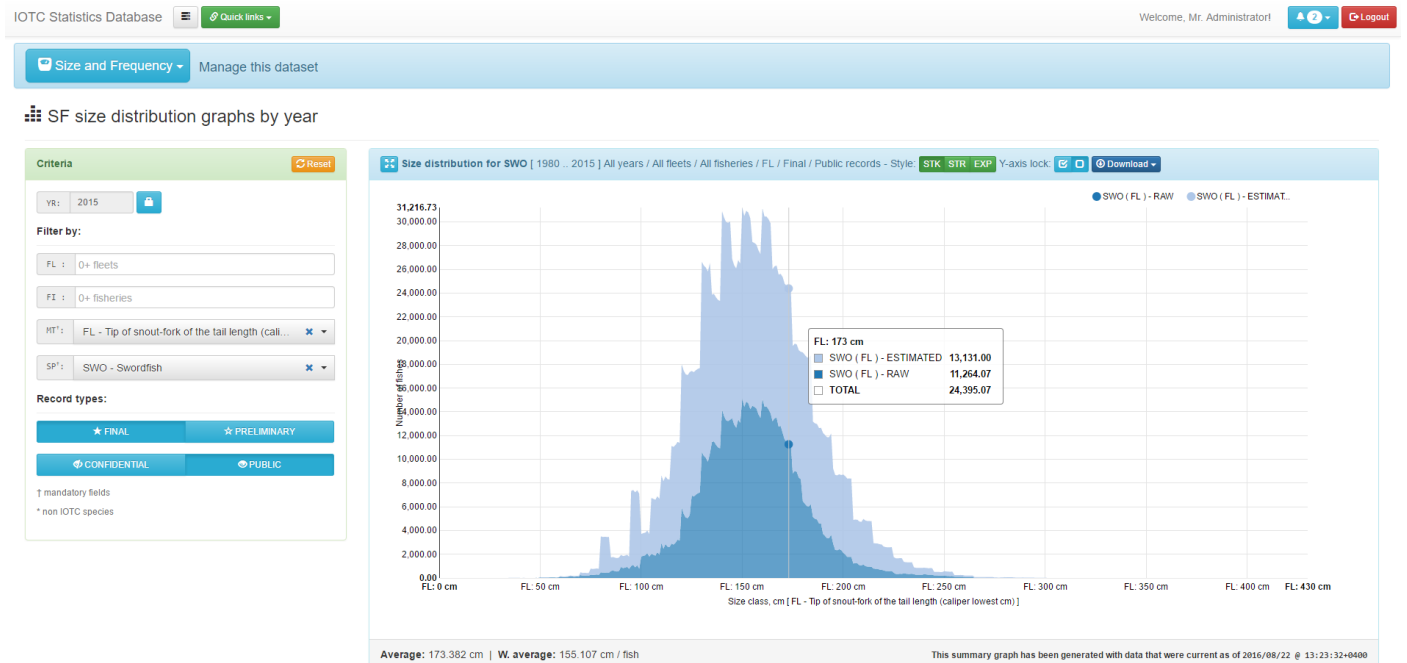 IOTC Statistics Database Quick links Welcome, Mr. Administrator! 2 Logout
Size and Frequency Manage this dataset
SF size distribution graphs by year
Criteria Reset
YR: 2015
Filter by:
FL : 0+ fleets
FI : 0+ fisheries
MT†: FL - Tip of snout-fork of the tail length (cali...
SP†: SWO - Swordfish
Record types:
FINAL PRELIMINARY
CONFIDENTIAL PUBLIC
† mandatory fields
* non IOTC species
Size distribution for SWO [ 1980 .. 2015 ] All years / All fleets / All fisheries / FL / Final / Public records - Style: STK STR EXP Y-axis lock: Download
SWO ( FL ) - RAW SWO ( FL ) - ESTIMAT...
31,216.73
30,000.00
28,000.00
26,000.00
24,000.00
22,000.00
20,000.00
18,000.00
16,000.00
14,000.00
12,000.00
10,000.00
8,000.00
6,000.00
4,000.00
2,000.00
0.00
Number of fishes
FL: 173 cm
SWO ( FL ) - ESTIMATED 13,131.00
SWO ( FL ) - RAW 11,264.07
TOTAL 24,395.07
FL: 0 cm FL: 50 cm FL: 100 cm FL: 150 cm FL: 200 cm FL: 250 cm FL: 300 cm FL: 350 cm FL: 400 cm FL: 430 cm
Size class, cm [ FL - Tip of snout-fork of the tail length (caliper lowest cm) ]
Average: 173.382 cm | W. average: 155.107 cm / fish
This summary graph has been generated with data that were current as of 2016/08/22 @ 13:23:32+0400